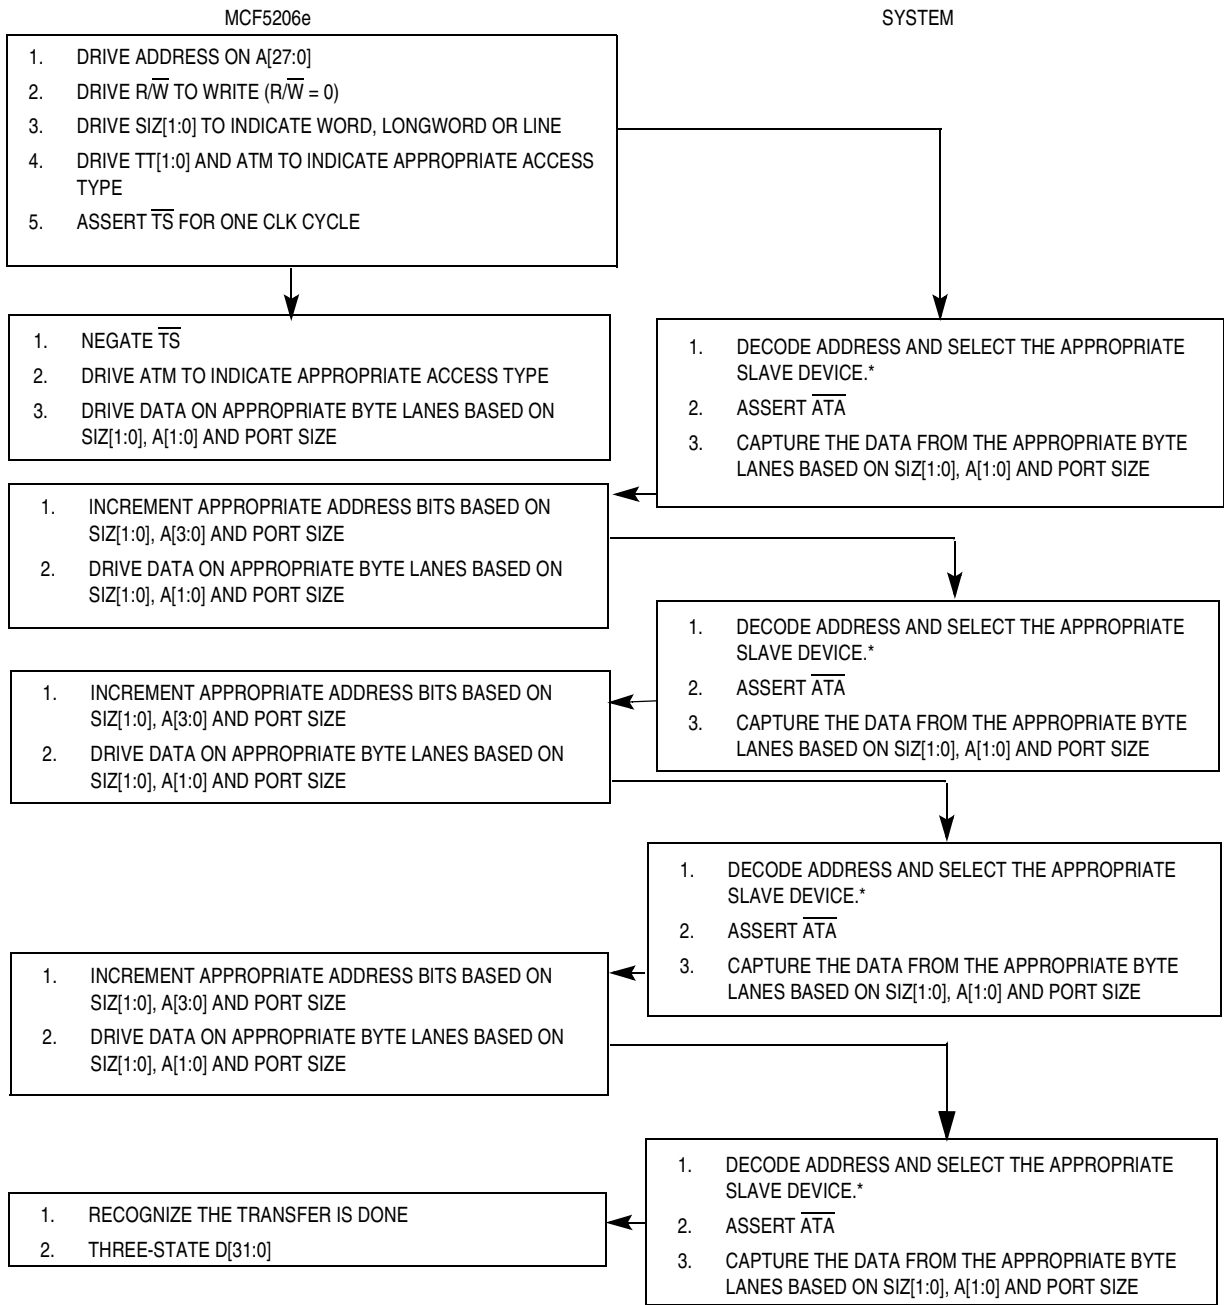 MCF5206e
SYSTEM
1. DRIVE ADDRESS ON A[27:0]
2. DRIVE R/W̅ TO WRITE (R/W̅ = 0)
3. DRIVE SIZ[1:0] TO INDICATE WORD, LONGWORD OR LINE
4. DRIVE TT[1:0] AND ATM TO INDICATE APPROPRIATE ACCESS
TYPE
5. ASSERT T̅S̅ FOR ONE CLK CYCLE
1. NEGATE T̅S̅
2. DRIVE ATM TO INDICATE APPROPRIATE ACCESS TYPE
3. DRIVE DATA ON APPROPRIATE BYTE LANES BASED ON
SIZ[1:0], A[1:0] AND PORT SIZE
1. DECODE ADDRESS AND SELECT THE APPROPRIATE
SLAVE DEVICE.*
2. ASSERT A̅T̅A̅
3. CAPTURE THE DATA FROM THE APPROPRIATE BYTE
LANES BASED ON SIZ[1:0], A[1:0] AND PORT SIZE
1. INCREMENT APPROPRIATE ADDRESS BITS BASED ON
SIZ[1:0], A[3:0] AND PORT SIZE
2. DRIVE DATA ON APPROPRIATE BYTE LANES BASED ON
SIZ[1:0], A[1:0] AND PORT SIZE
1. DECODE ADDRESS AND SELECT THE APPROPRIATE
SLAVE DEVICE.*
2. ASSERT A̅T̅A̅
3. CAPTURE THE DATA FROM THE APPROPRIATE BYTE
LANES BASED ON SIZ[1:0], A[1:0] AND PORT SIZE
1. INCREMENT APPROPRIATE ADDRESS BITS BASED ON
SIZ[1:0], A[3:0] AND PORT SIZE
2. DRIVE DATA ON APPROPRIATE BYTE LANES BASED ON
SIZ[1:0], A[1:0] AND PORT SIZE
1. DECODE ADDRESS AND SELECT THE APPROPRIATE
SLAVE DEVICE.*
2. ASSERT A̅T̅A̅
3. CAPTURE THE DATA FROM THE APPROPRIATE BYTE
LANES BASED ON SIZ[1:0], A[1:0] AND PORT SIZE
1. INCREMENT APPROPRIATE ADDRESS BITS BASED ON
SIZ[1:0], A[3:0] AND PORT SIZE
2. DRIVE DATA ON APPROPRIATE BYTE LANES BASED ON
SIZ[1:0], A[1:0] AND PORT SIZE
1. DECODE ADDRESS AND SELECT THE APPROPRIATE
SLAVE DEVICE.*
2. ASSERT A̅T̅A̅
3. CAPTURE THE DATA FROM THE APPROPRIATE BYTE
LANES BASED ON SIZ[1:0], A[1:0] AND PORT SIZE
1. RECOGNIZE THE TRANSFER IS DONE
2. THREE-STATE D[31:0]